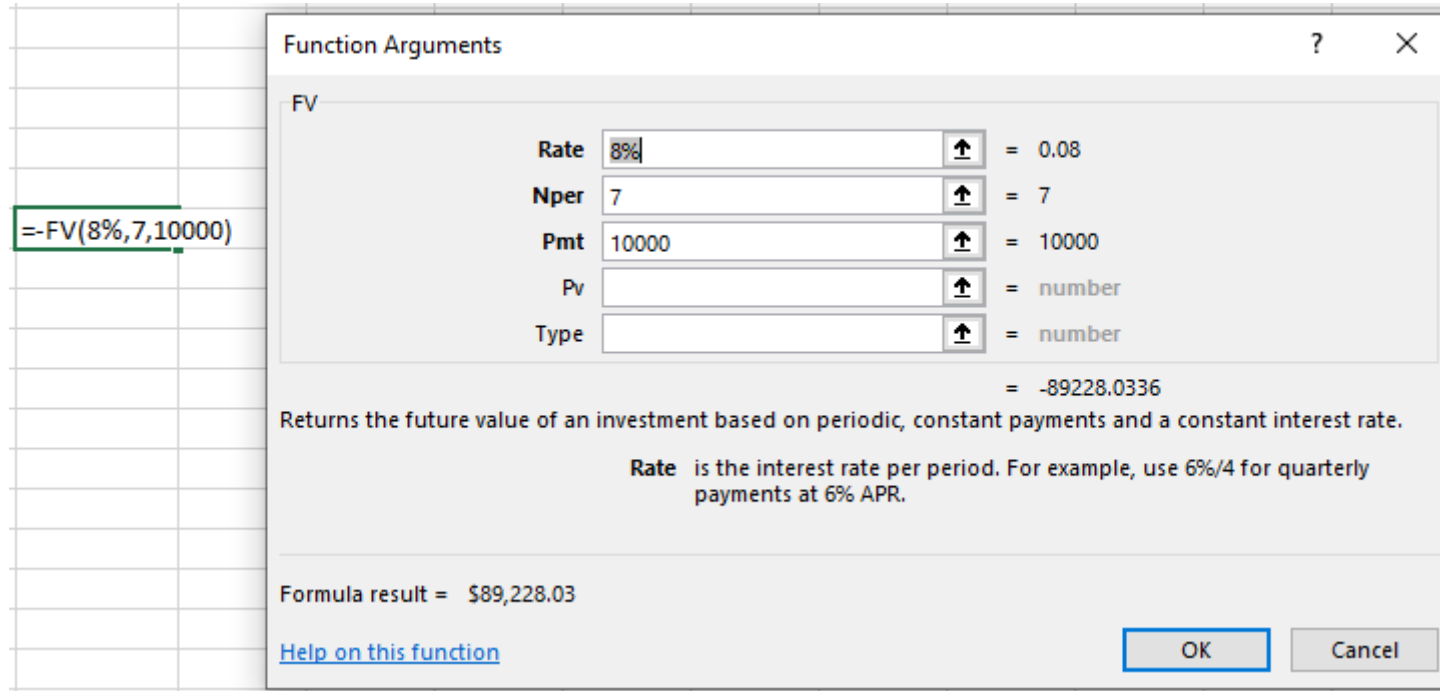 Function Arguments ? ×
FV
Rate 8% = 0.08
Nper 7 = 7
=-FV(8%,7,10000)
Pmt 10000 = 10000
Pv = number
Type = number
= -89228.0336
Returns the future value of an investment based on periodic, constant payments and a constant interest rate.
Rate is the interest rate per period. For example, use 6%/4 for quarterly
payments at 6% APR.
Formula result = $89,228.03
Help on this function OK Cancel